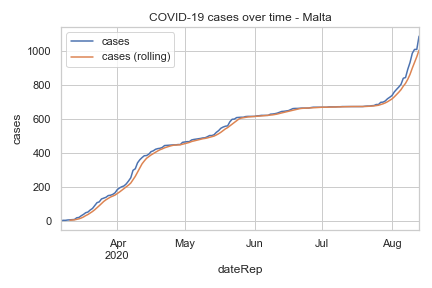 COVID-19 cases over time - Malta
cases
cases (rolling)
cases
1000
800
600
400
200
0
Apr
2020
May
Jun
Jul
Aug
dateRep